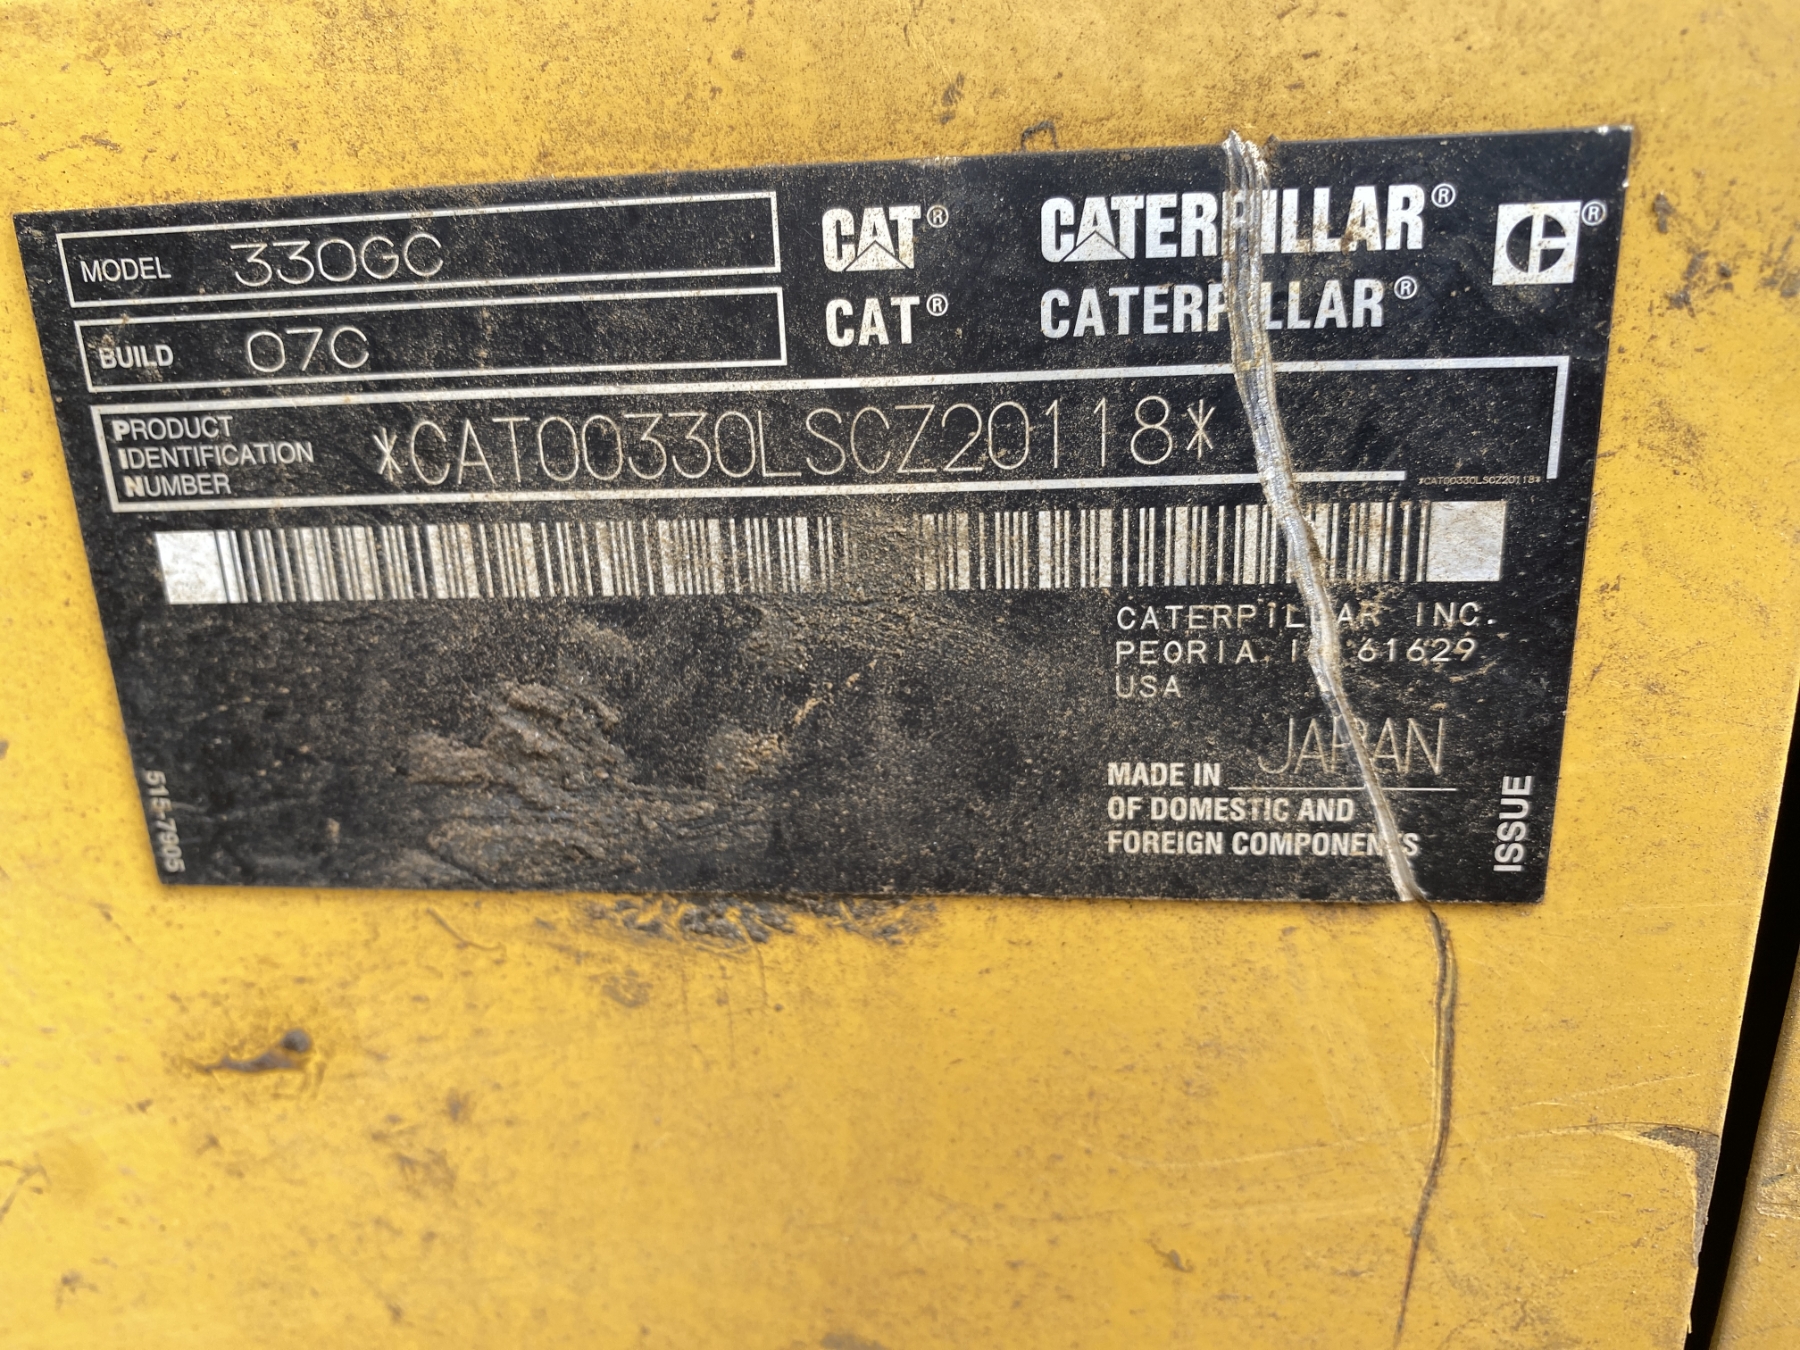 MODEL 330GC
CAT® CATERPILLAR®
BUILD 07C
CAT® CATERPILLAR®
PRODUCT IDENTIFICATION NUMBER *CAT00330LSCZ20118*
*CAT00330LSCZ20118*
CATERPILLAR INC.
PEORIA, IL 61629
USA
MADE IN JAPAN
OF DOMESTIC AND
FOREIGN COMPONENTS
ISSUE
515-7905